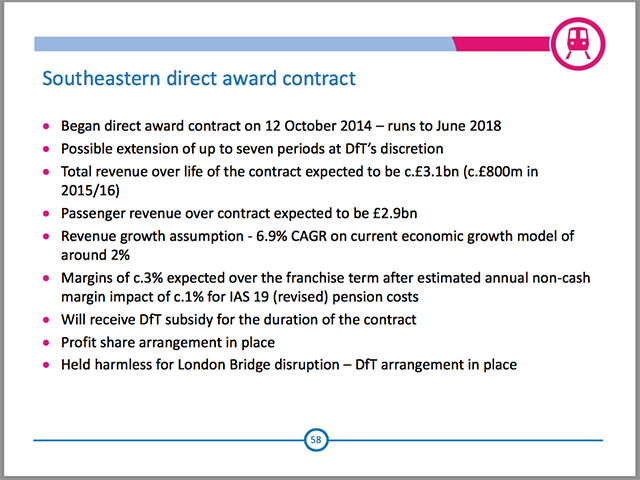 Southeastern direct award contract
• Began direct award contract on 12 October 2014 – runs to June 2018
• Possible extension of up to seven periods at DfT's discretion
• Total revenue over life of the contract expected to be c.£3.1bn (c.£800m in
2015/16)
• Passenger revenue over contract expected to be £2.9bn
• Revenue growth assumption - 6.9% CAGR on current economic growth model of
around 2%
• Margins of c.3% expected over the franchise term after estimated annual non-cash
margin impact of c.1% for IAS 19 (revised) pension costs
• Will receive DfT subsidy for the duration of the contract
• Profit share arrangement in place
• Held harmless for London Bridge disruption – DfT arrangement in place
58